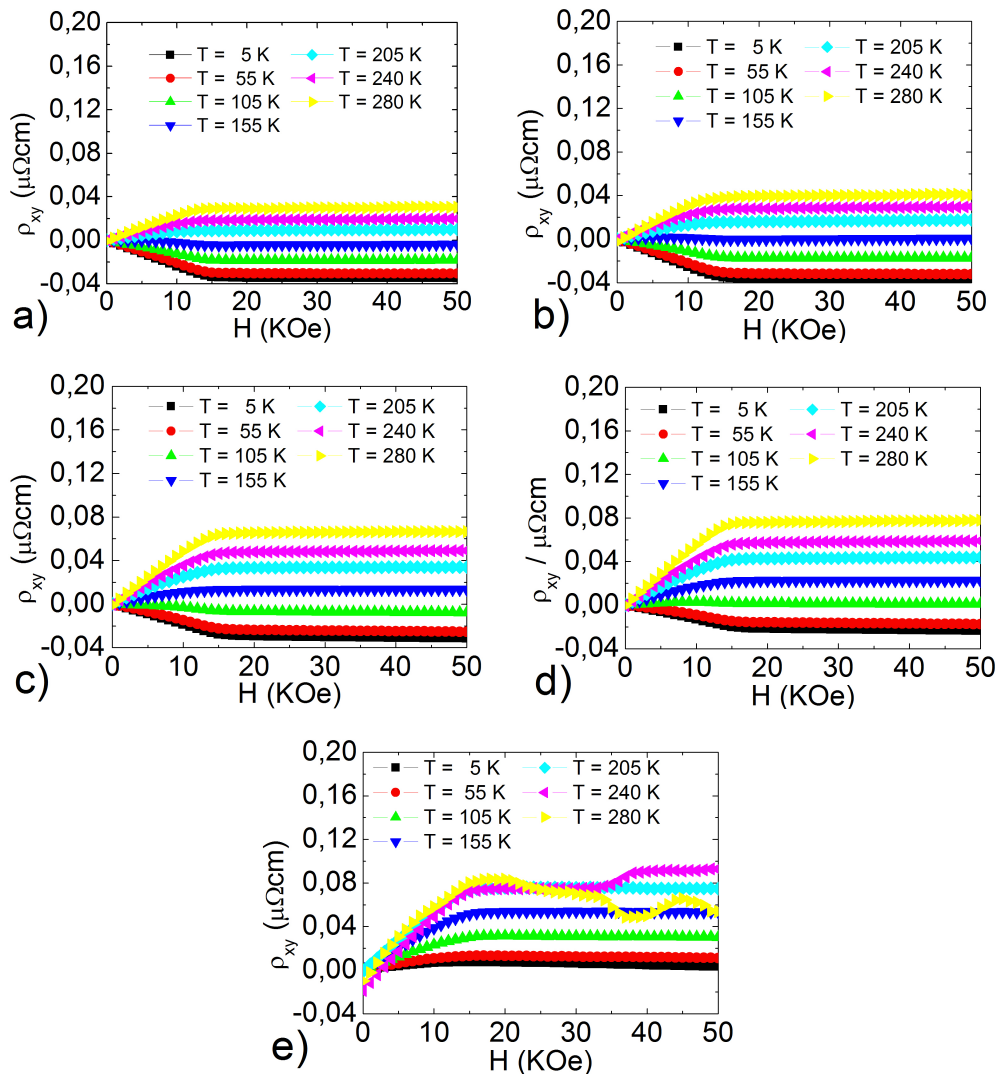 0,20
0,16
0,12
0,08
0,04
0,00
-0,04
ρxy (μΩcm)
T = 5 K
T = 55 K
T = 105 K
T = 155 K
T = 205 K
T = 240 K
T = 280 K
0 10 20 30 40 50
H (KOe)
a)
0,20
0,16
0,12
0,08
0,04
0,00
-0,04
ρxy (μΩcm)
T = 5 K
T = 55 K
T = 105 K
T = 155 K
T = 205 K
T = 240 K
T = 280 K
0 10 20 30 40 50
H (KOe)
b)
0,20
0,16
0,12
0,08
0,04
0,00
-0,04
ρxy (μΩcm)
T = 5 K
T = 55 K
T = 105 K
T = 155 K
T = 205 K
T = 240 K
T = 280 K
0 10 20 30 40 50
H (KOe)
c)
0,20
0,16
0,12
0,08
0,04
0,00
-0,04
ρxy / μΩcm
T = 5 K
T = 55 K
T = 105 K
T = 155 K
T = 205 K
T = 240 K
T = 280 K
0 10 20 30 40 50
H (KOe)
d)
0,20
0,16
0,12
0,08
0,04
0,00
-0,04
ρxy (μΩcm)
T = 5 K
T = 55 K
T = 105 K
T = 155 K
T = 205 K
T = 240 K
T = 280 K
0 10 20 30 40 50
H (KOe)
e)